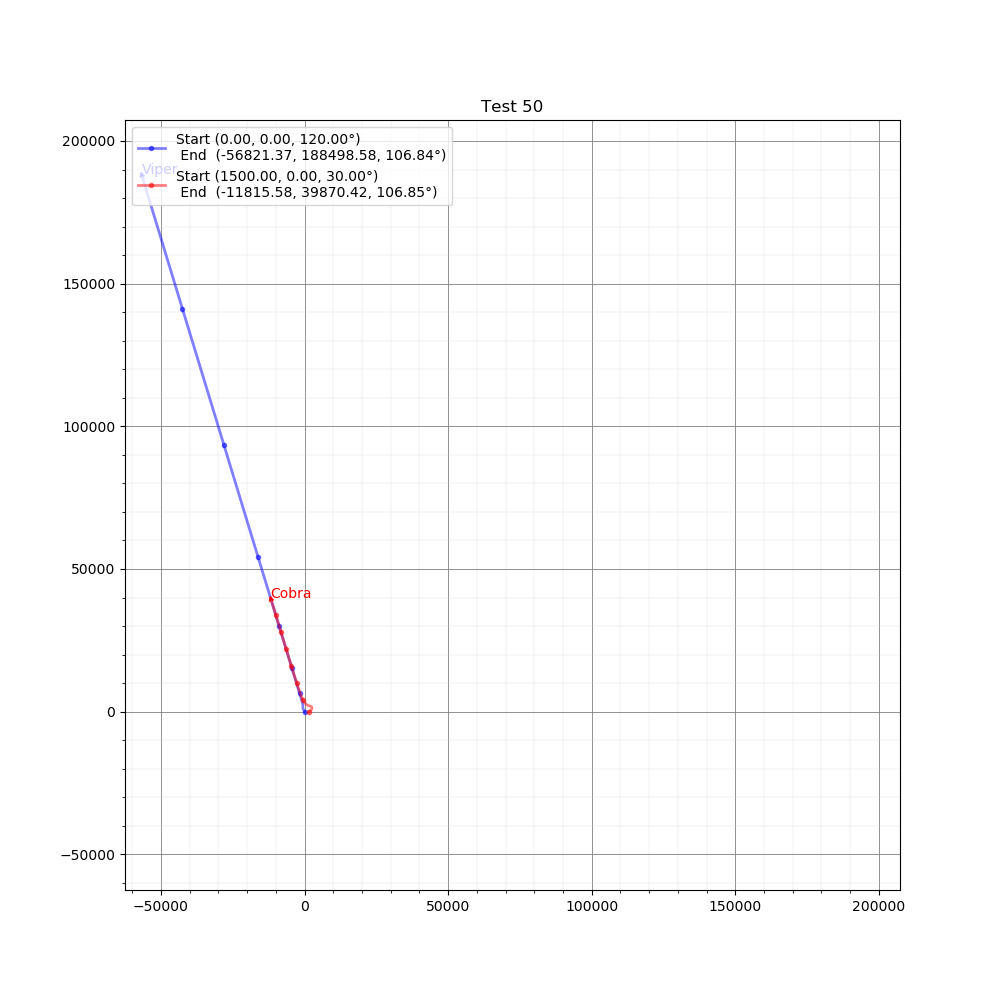 Test 50
Start (0.00, 0.00, 120.00°)
End (-56821.37, 188498.58, 106.84°)
Start (1500.00, 0.00, 30.00°)
End (-11815.58, 39870.42, 106.85°)
Viper
Cobra
200000
150000
100000
50000
0
−50000
−50000 0 50000 100000 150000 200000